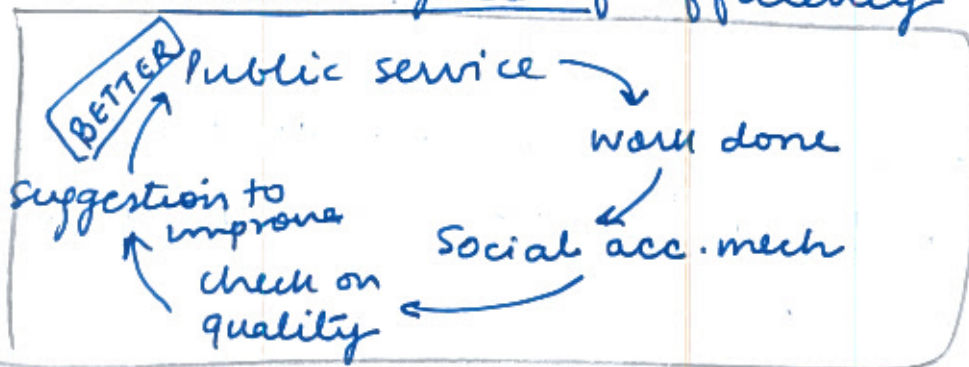 BETTER
Public service
work done
Social acc. mech
check on
quality
suggestion to
improve